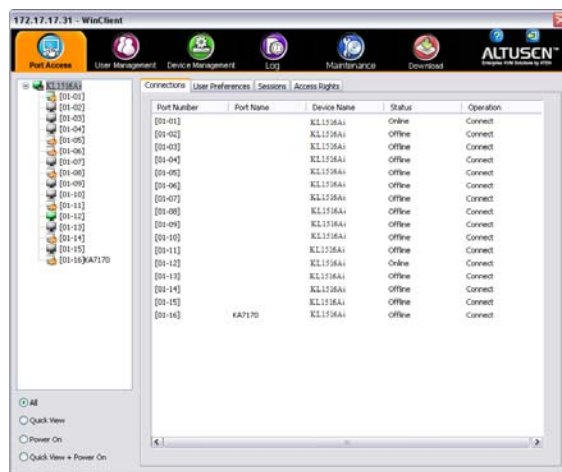 172.17.17.31 - WinClient
Port Access User Management Device Management Log Maintenance Download
ALTUSEN™
Enterprise KVM Solutions by ATEN
KL1516Ai
[01-01]
[01-02]
[01-03]
[01-04]
[01-05]
[01-06]
[01-07]
[01-08]
[01-09]
[01-10]
[01-11]
[01-12]
[01-13]
[01-14]
[01-15]
[01-16]KA7170
All
Quick View
Power On
Quick View + Power On
Connections User Preferences Sessions Access Rights
Port Number Port Name Device Name Status Operation
[01-01] KL1516Ai Online Connect
[01-02] KL1516Ai Offline Connect
[01-03] KL1516Ai Offline Connect
[01-04] KL1516Ai Offline Connect
[01-05] KL1516Ai Offline Connect
[01-06] KL1516Ai Offline Connect
[01-07] KL1516Ai Offline Connect
[01-08] KL1516Ai Offline Connect
[01-09] KL1516Ai Offline Connect
[01-10] KL1516Ai Offline Connect
[01-11] KL1516Ai Offline Connect
[01-12] KL1516Ai Online Connect
[01-13] KL1516Ai Offline Connect
[01-14] KL1516Ai Offline Connect
[01-15] KL1516Ai Offline Connect
[01-16] KA7170 KL1516Ai Offline Connect